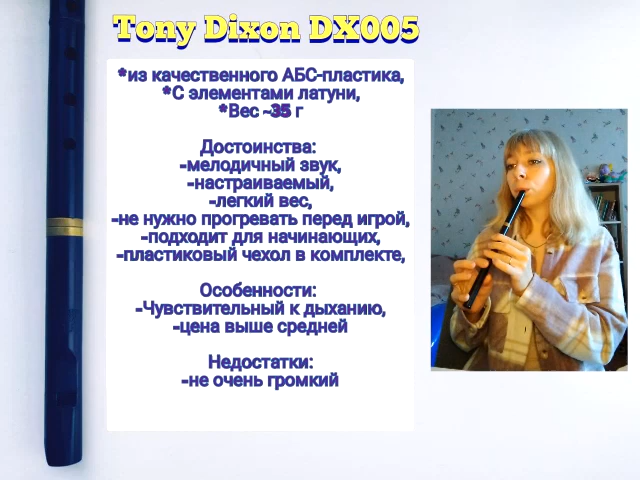 Tony Dixon DX005
*из качественного АБС-пластика,
*С элементами латуни,
*Вес ~35 г
Достоинства:
-мелодичный звук,
-настраиваемый,
-легкий вес,
-не нужно прогревать перед игрой,
-подходит для начинающих,
-пластиковый чехол в комплекте,
Особенности:
-Чувствительный к дыханию,
-цена выше средней
Недостатки:
-не очень громкий